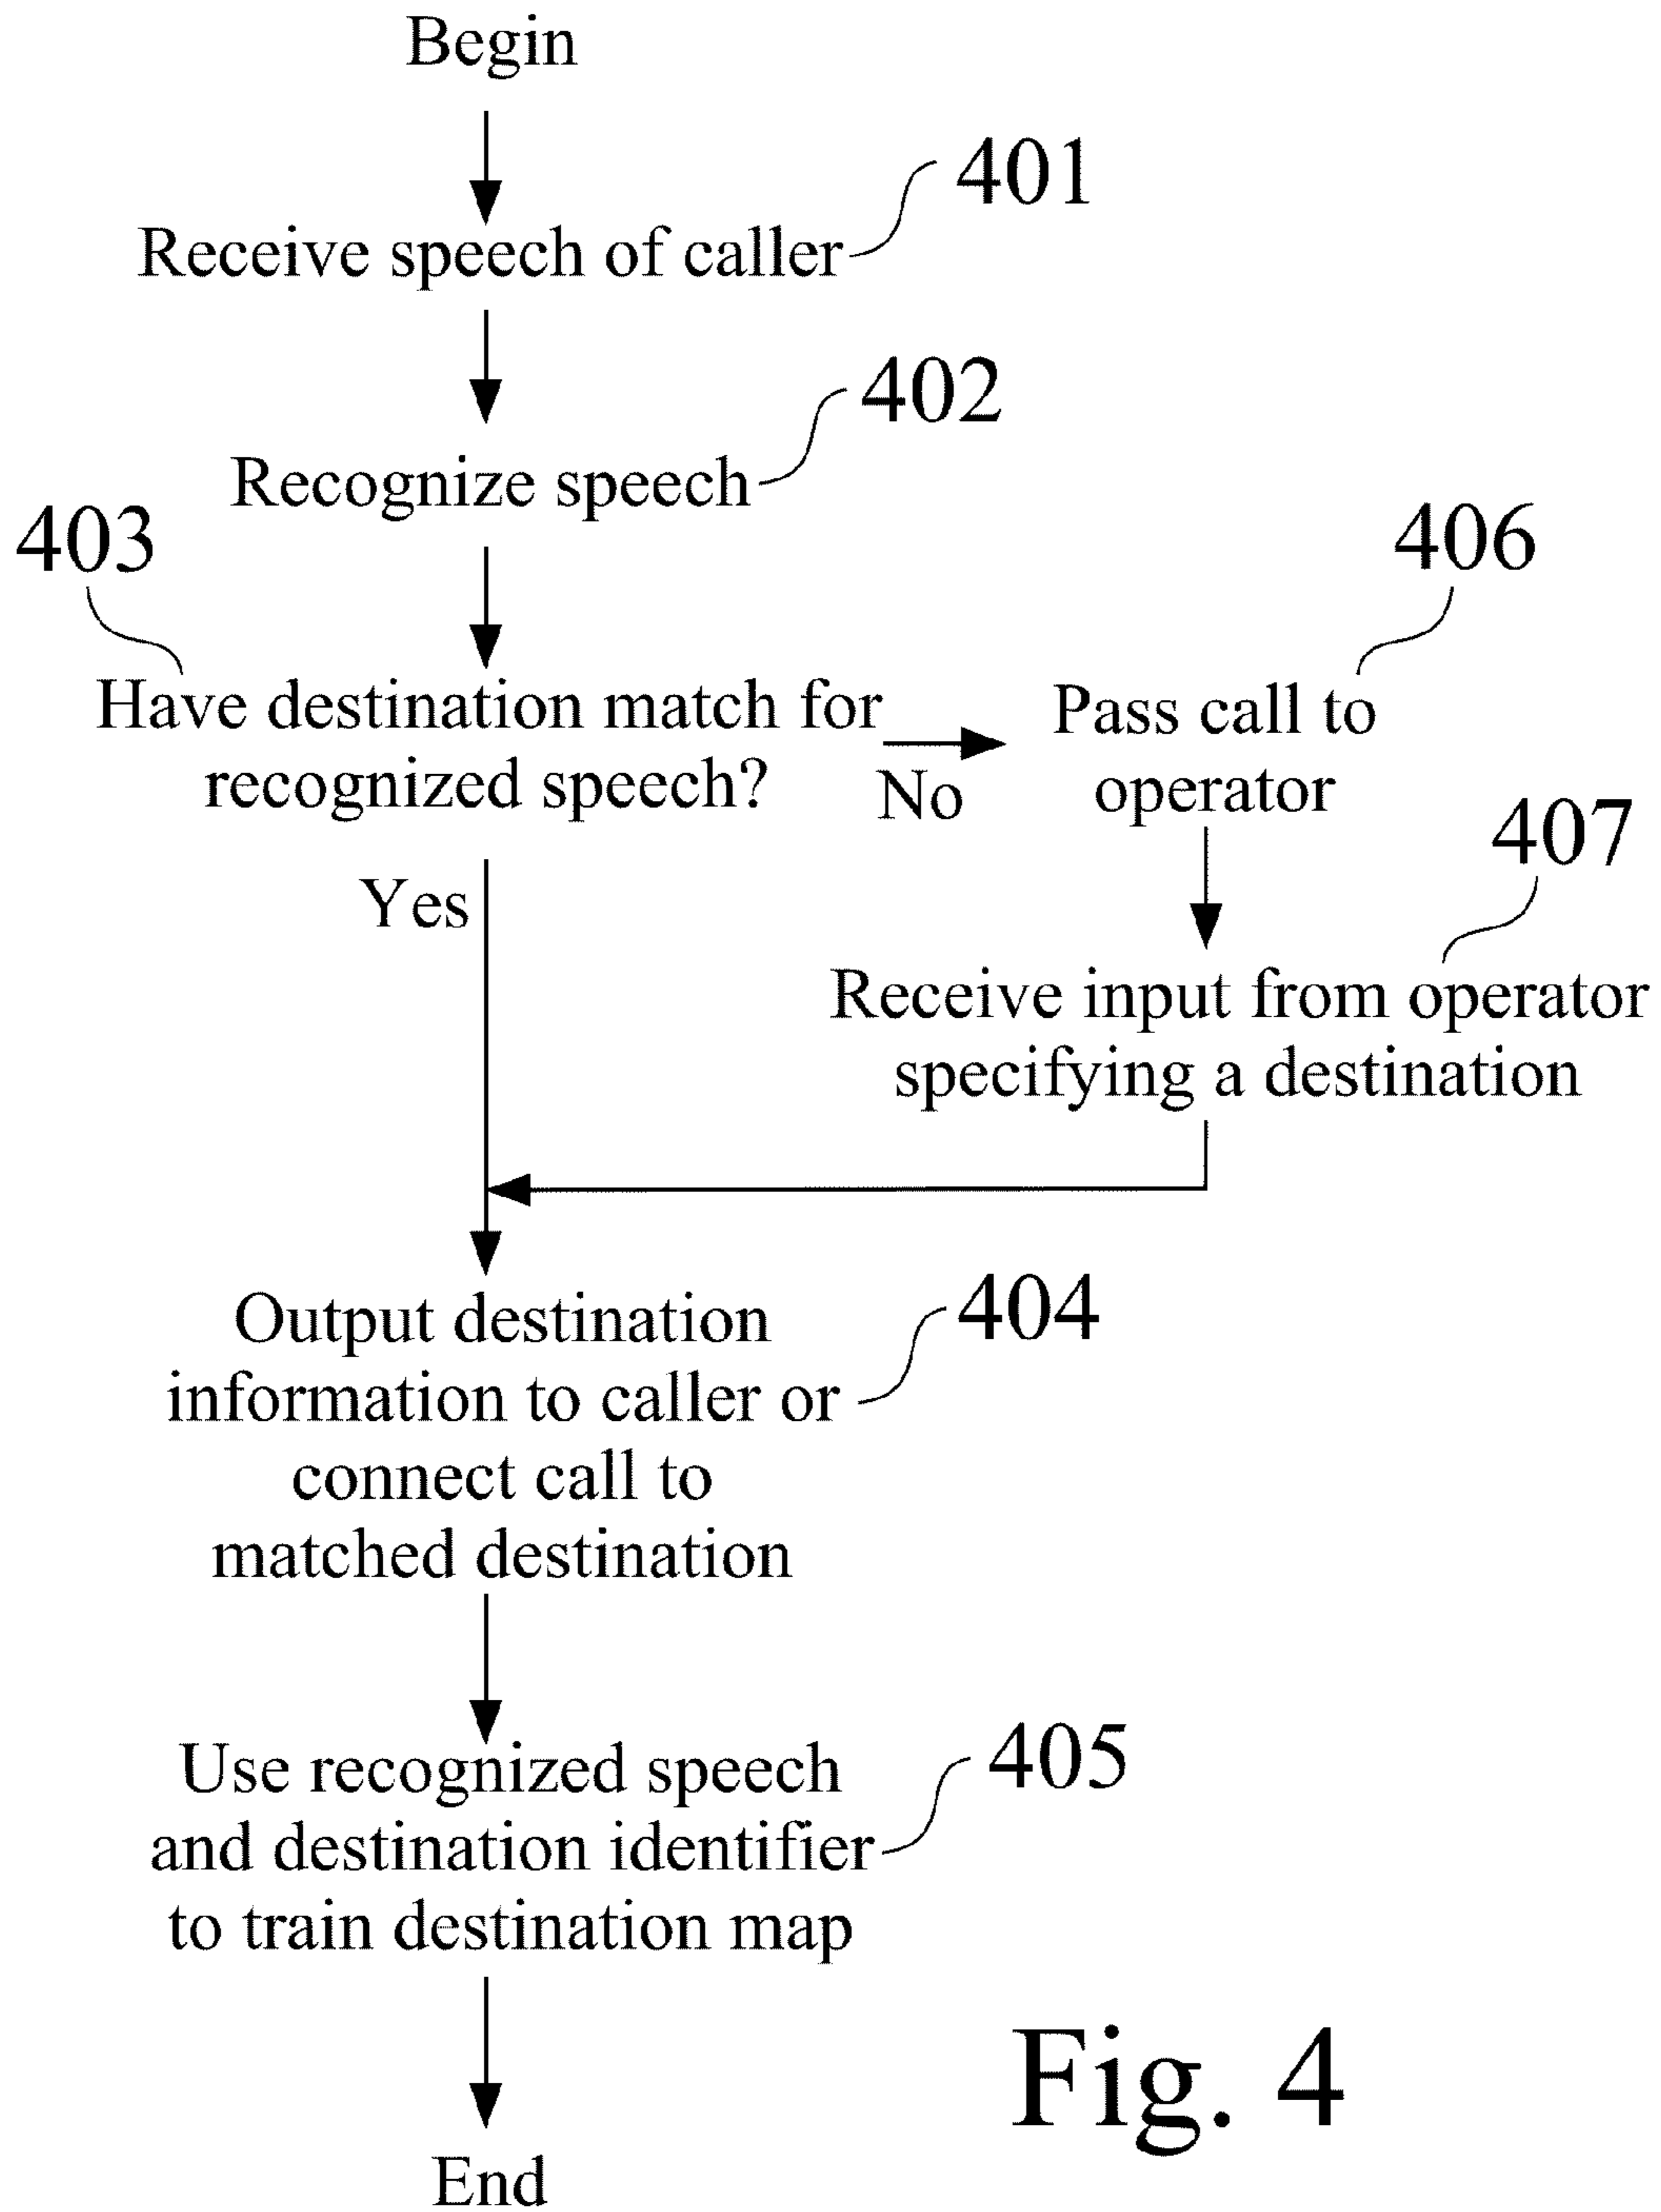 Begin
401
Receive speech of caller
402
Recognize speech
403
Have destination match for
recognized speech?
No
Yes
406
Pass call to
operator
407
Receive input from operator
specifying a destination
404
Output destination
information to caller or
connect call to
matched destination
405
Use recognized speech
and destination identifier
to train destination map
End
Fig. 4